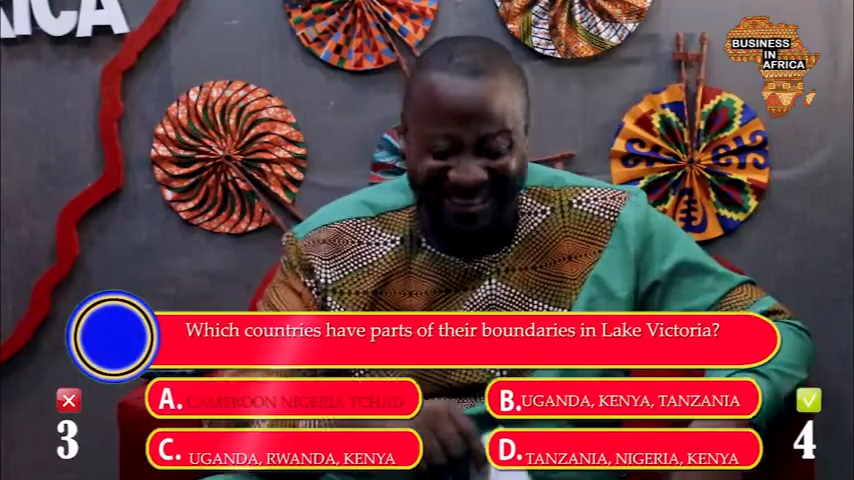 ICA
BUSINESS
IN
AFRICA
Which countries have parts of their boundaries in Lake Victoria?
A. CAMEROON NIGERIA TCHAD
B. UGANDA, KENYA, TANZANIA
3
4
C. UGANDA, RWANDA, KENYA
D. TANZANIA, NIGERIA, KENYA